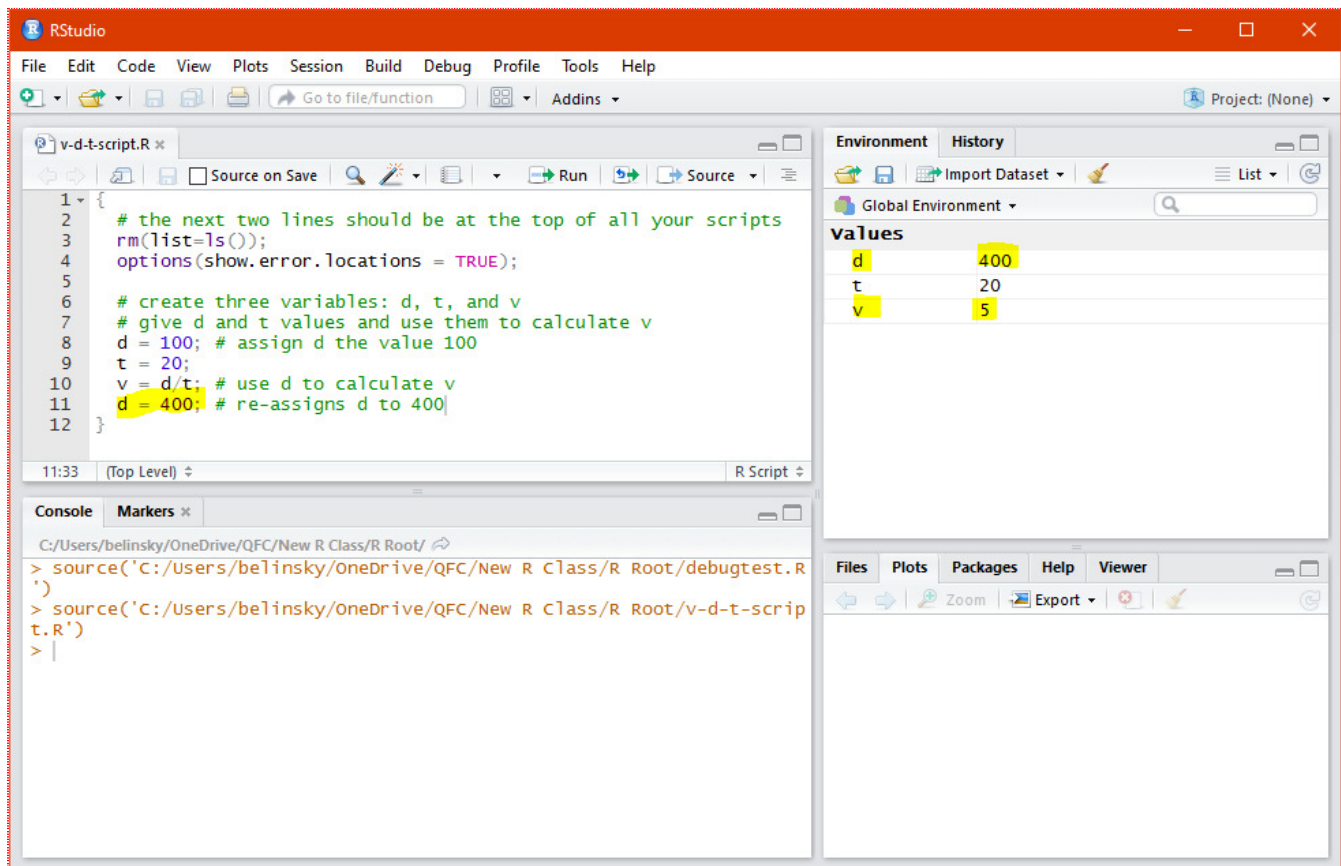 RStudio
File Edit Code View Plots Session Build Debug Profile Tools Help
Go to file/function Addins Project: (None)
v-d-t-script.R
Source on Save Run Source
1 {
2 # the next two lines should be at the top of all your scripts
3 rm(list=ls());
4 options(show.error.locations = TRUE);
5
6 # create three variables: d, t, and v
7 # give d and t values and use them to calculate v
8 d = 100; # assign d the value 100
9 t = 20;
10 v = d/t; # use d to calculate v
11 d = 400; # re-assigns d to 400
12 }
11:33 (Top Level) R Script
Console Markers
C:/Users/belinsky/OneDrive/QFC/New R Class/R Root/
> source('C:/Users/belinsky/OneDrive/QFC/New R Class/R Root/debugtest.R
')
> source('C:/Users/belinsky/OneDrive/QFC/New R Class/R Root/v-d-t-scrip
t.R')
>
Environment History
Import Dataset List
Global Environment
Values
d 400
t 20
v 5
Files Plots Packages Help Viewer
Zoom Export